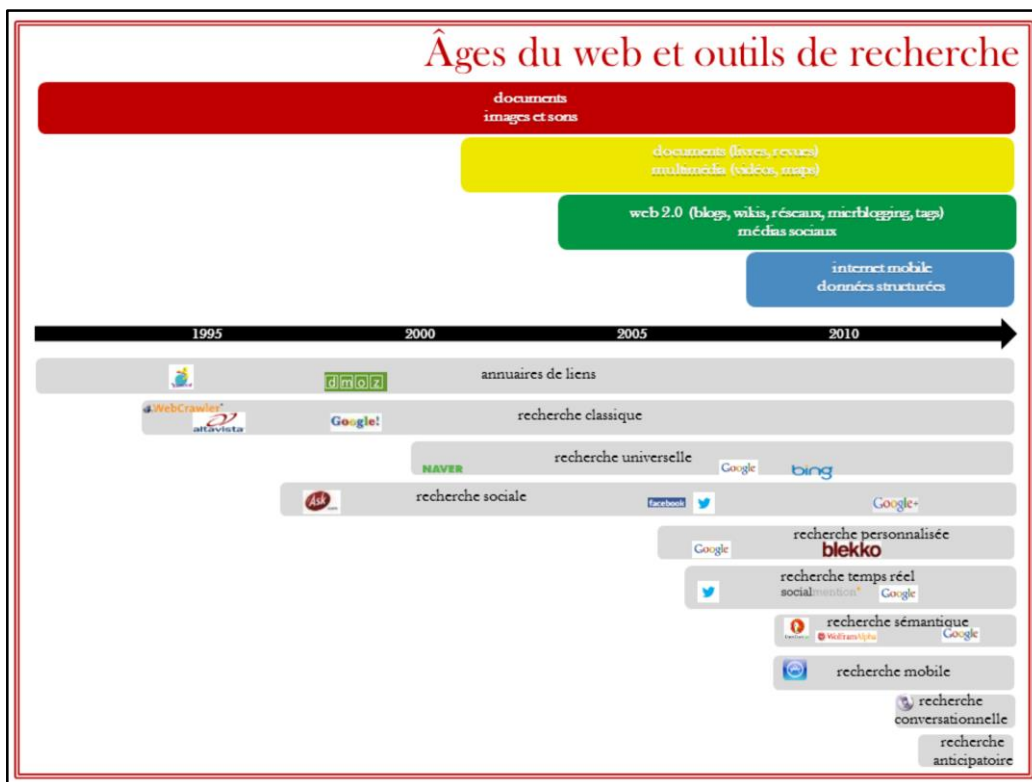 Âges du web et outils de recherche
documents
images et sons
documents (livres, revues)
multimédia (vidéos, maps)
web 2.0 (blogs, wikis, réseaux, micrblogging, tags)
médias sociaux
internet mobile
données structurées
1995 2000 2005 2010
dmoz annuaires de liens
WebCrawler
altavista Google! recherche classique
NAVER recherche universelle Google bing
Ask recherche sociale facebook Google+
recherche personnalisée
Google blekko
recherche temps réel
socialmention Google
recherche sémantique
WolframAlpha Google
recherche mobile
recherche
conversationnelle
recherche
anticipatoire